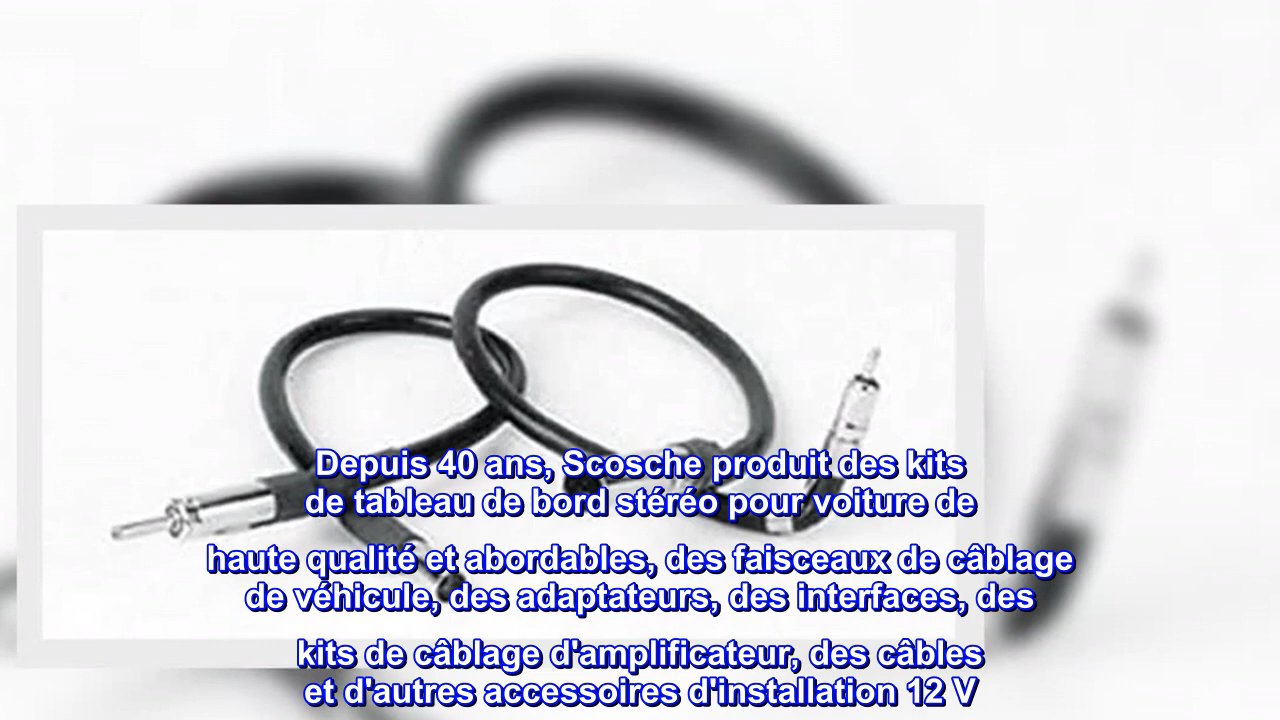 Depuis 40 ans, Scosche produit des kits
de tableau de bord stéréo pour voiture de
haute qualité et abordables, des faisceaux de câblage
de véhicule, des adaptateurs, des interfaces, des
kits de câblage d'amplificateur, des câbles
et d'autres accessoires d'installation 12 V